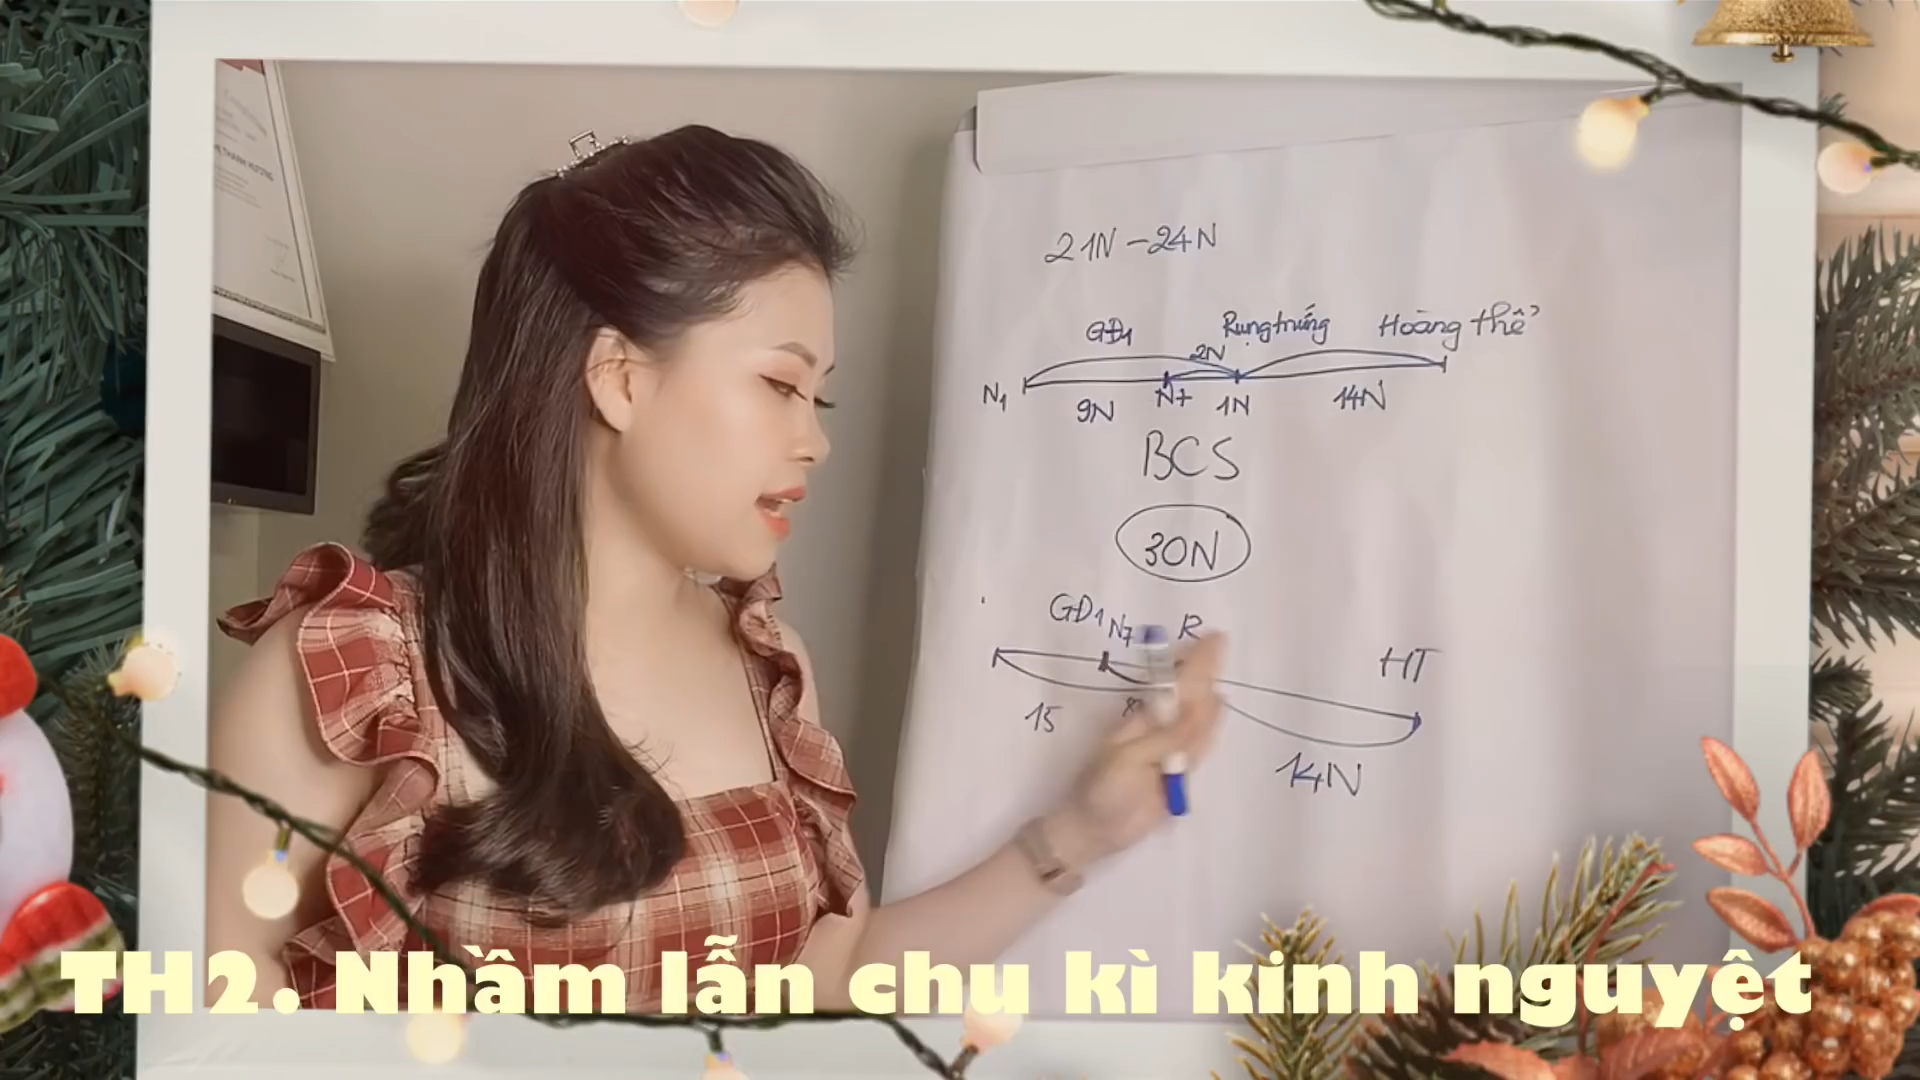 21N - 24N
GĐ1 2N Rụng trứng Hoàng thể
N1 9N N7 1N 14N
BCS
30N
GĐ1 N7 R
HT
15
14N
TH2. Nhầm lẫn chu kì kinh nguyệt